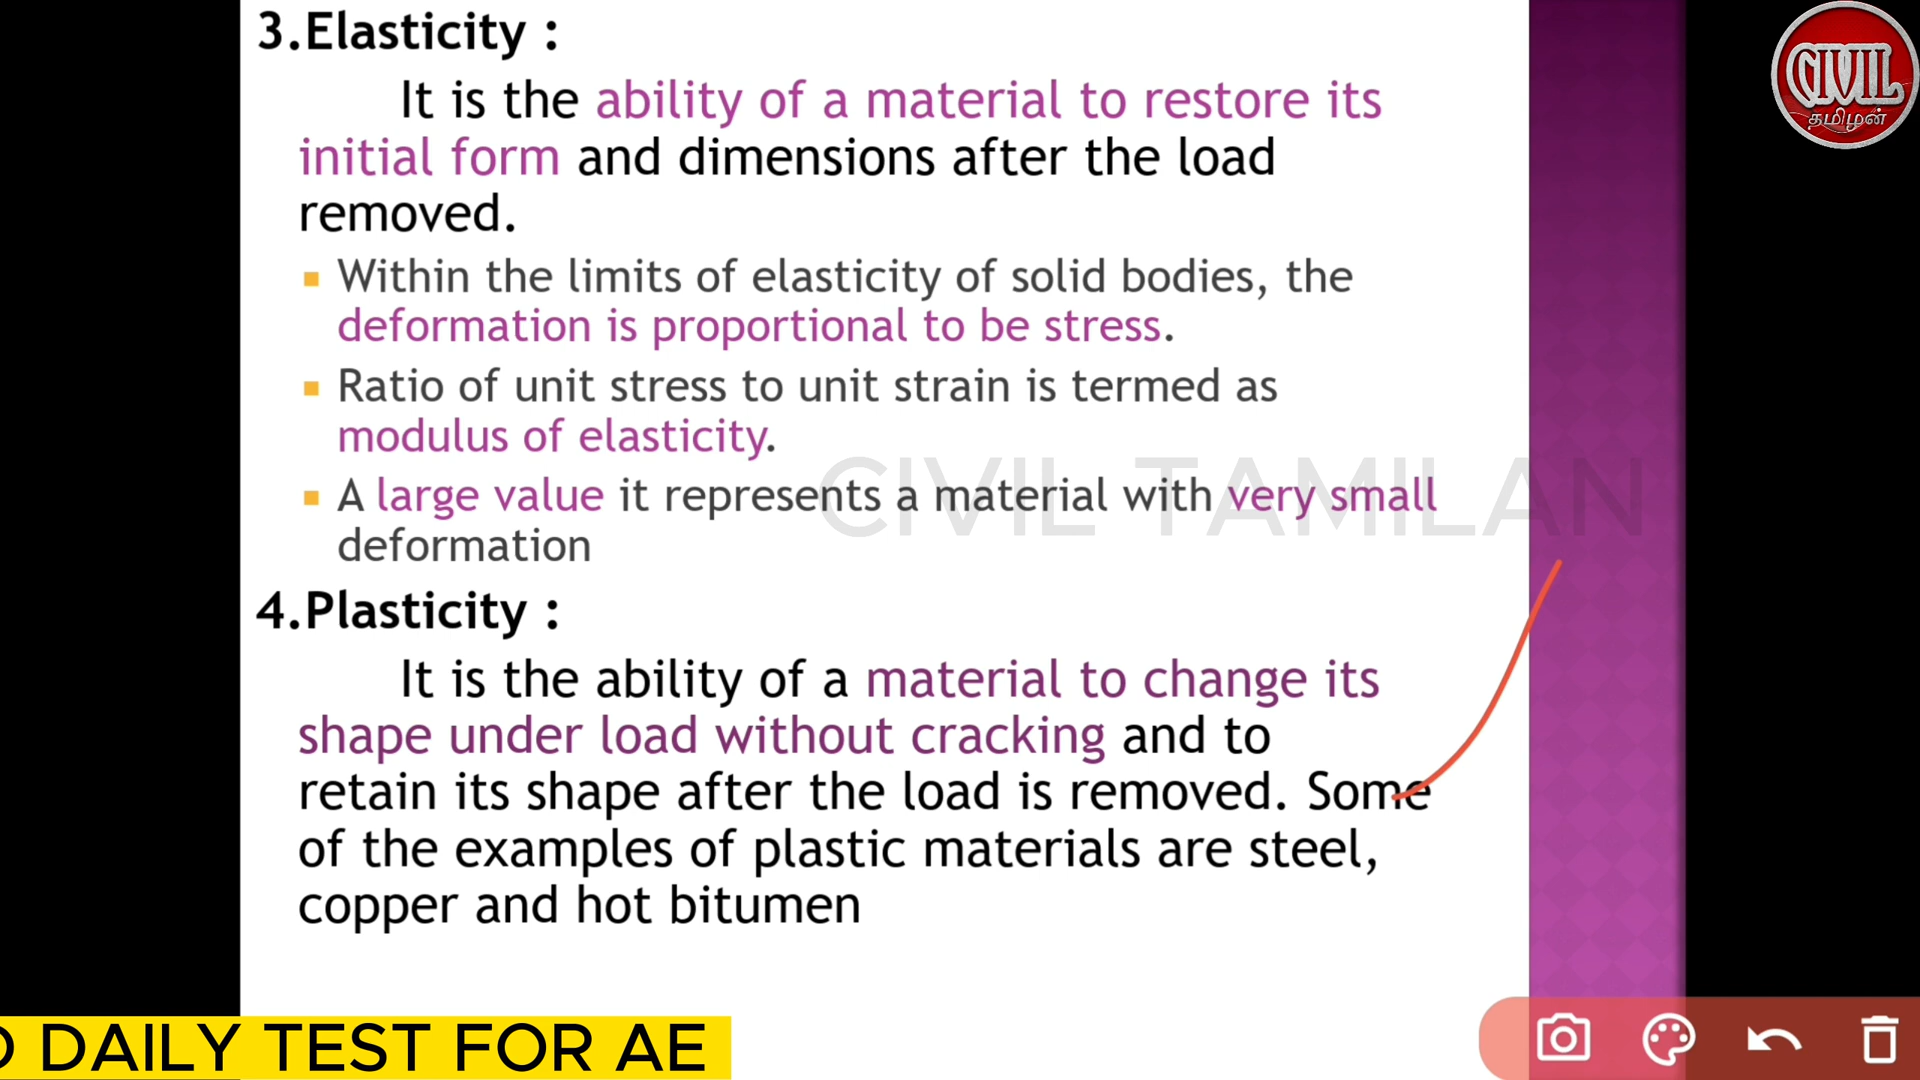 3.Elasticity :
It is the ability of a material to restore its
initial form and dimensions after the load
removed.
Within the limits of elasticity of solid bodies, the
deformation is proportional to be stress.
Ratio of unit stress to unit strain is termed as
modulus of elasticity.
A large value it represents a material with very small
deformation
4.Plasticity :
It is the ability of a material to change its
shape under load without cracking and to
retain its shape after the load is removed. Some
of the examples of plastic materials are steel,
copper and hot bitumen
CIVIL TAMILAN
CIVIL
தமிழன்
DAILY TEST FOR AE